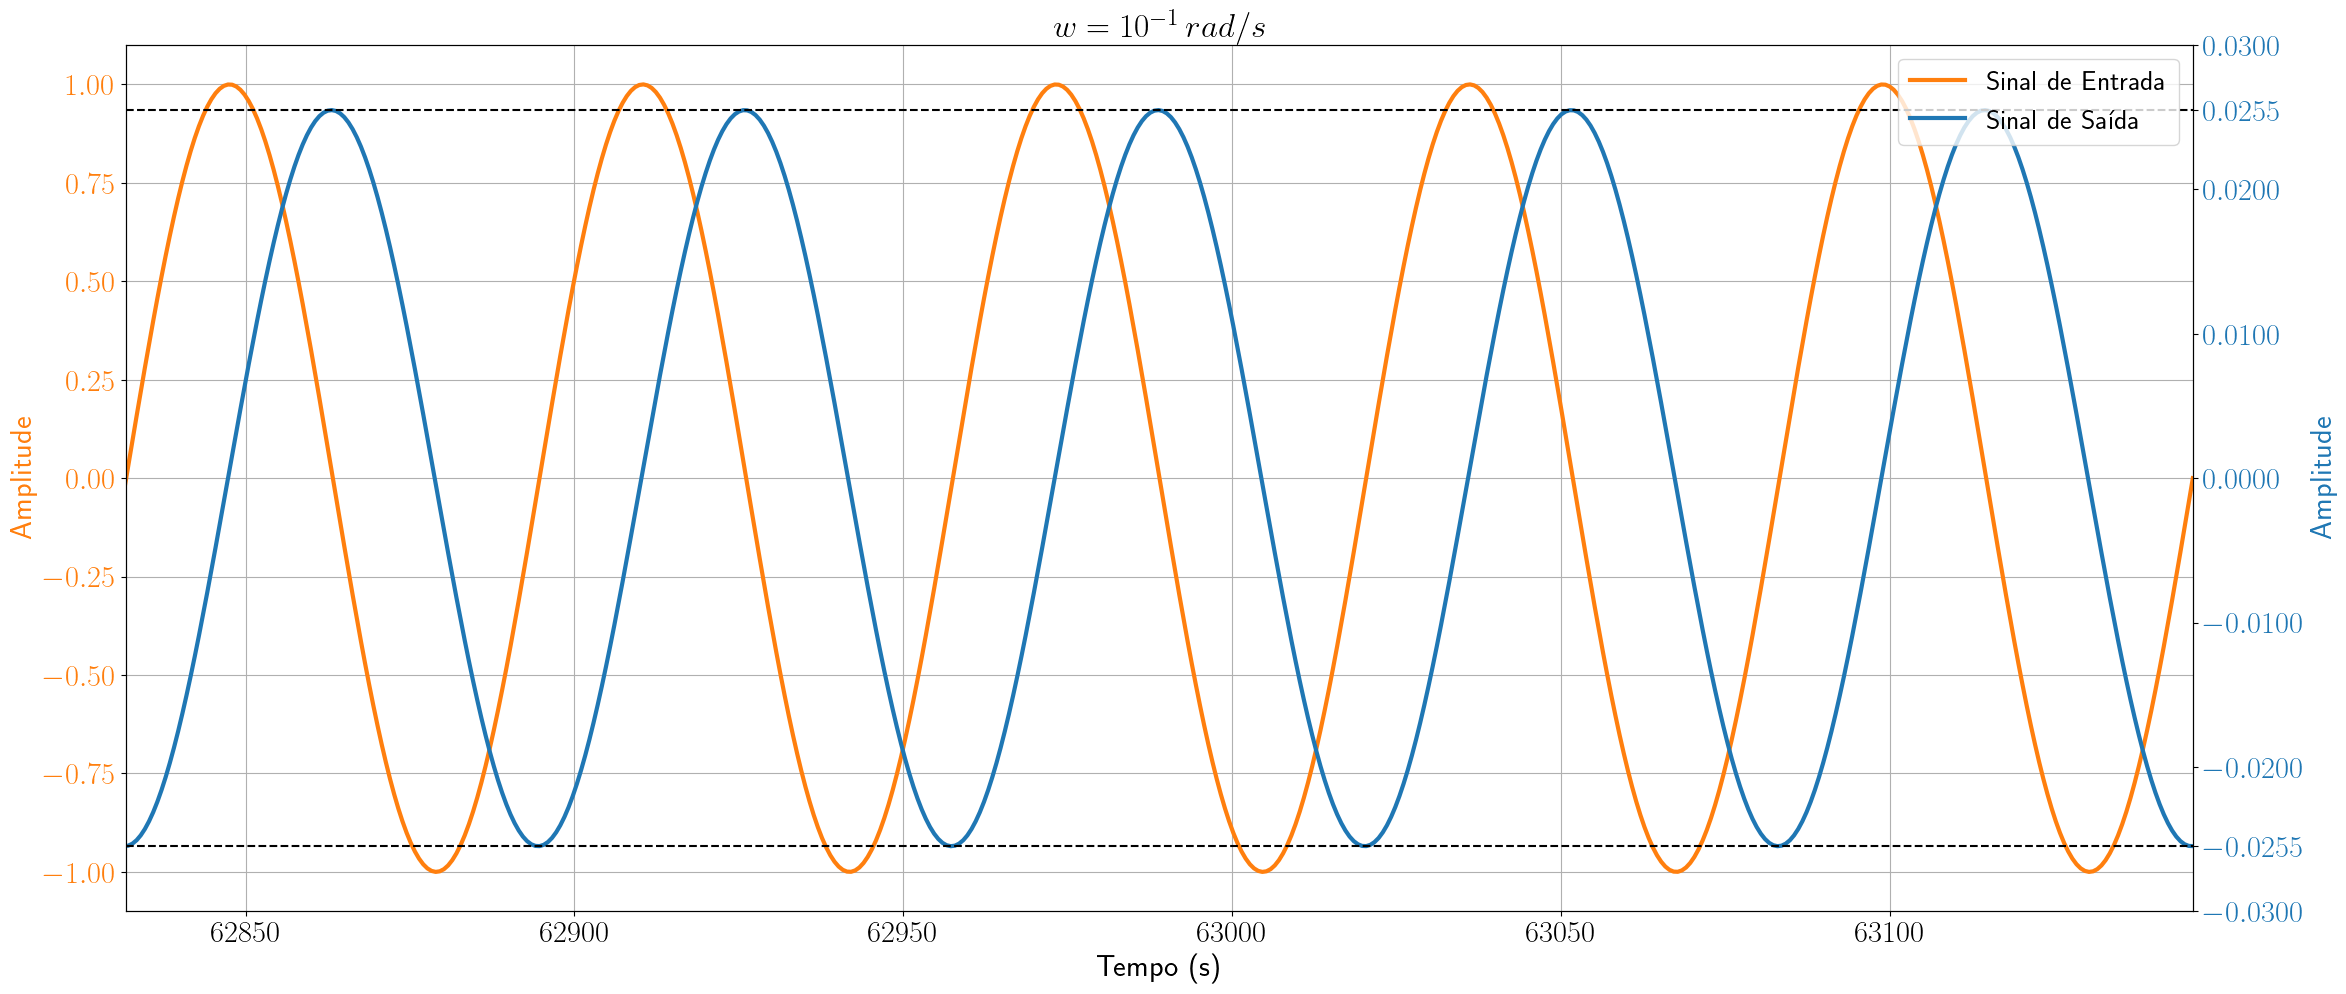 w = 10⁻¹ rad/s
Amplitude
1.00
0.75
0.50
0.25
0.00
−0.25
−0.50
−0.75
−1.00
Sinal de Entrada
Sinal de Saída
0.0300
0.0255
0.0200
0.0100
0.0000
−0.0100
−0.0200
−0.0255
−0.0300
Amplitude
62850 62900 62950 63000 63050 63100
Tempo (s)